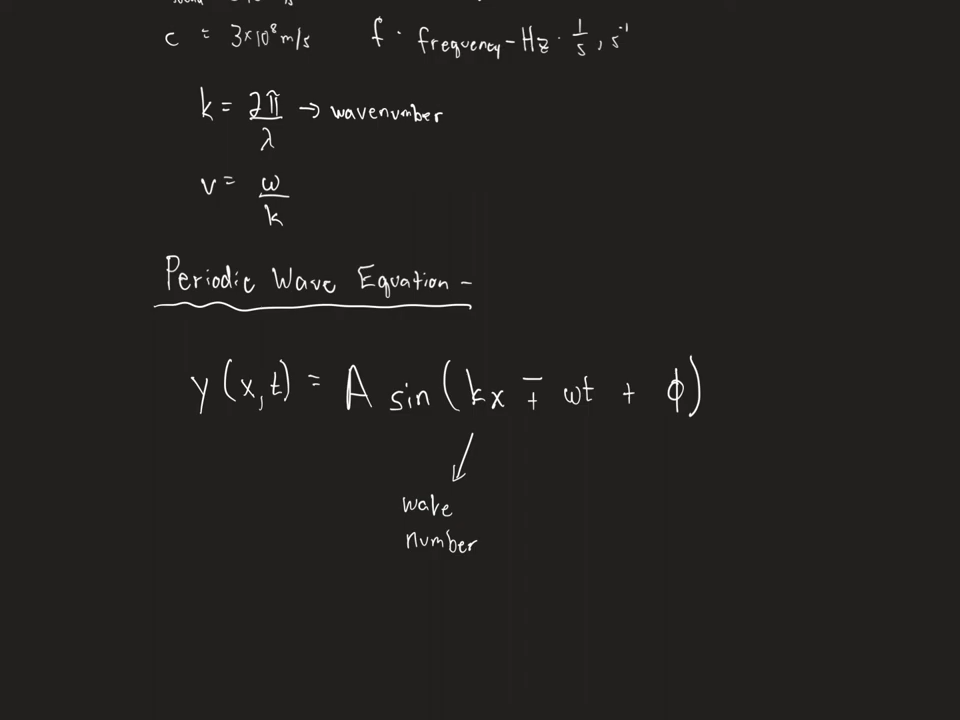 c = 3×10⁸ m/s f · frequency - Hz · 1/s , s⁻¹
k = 2π/λ → wavenumber
v = ω/k
Periodic Wave Equation -
y(x,t) = A sin(kx ∓ ωt + φ)
wave
number